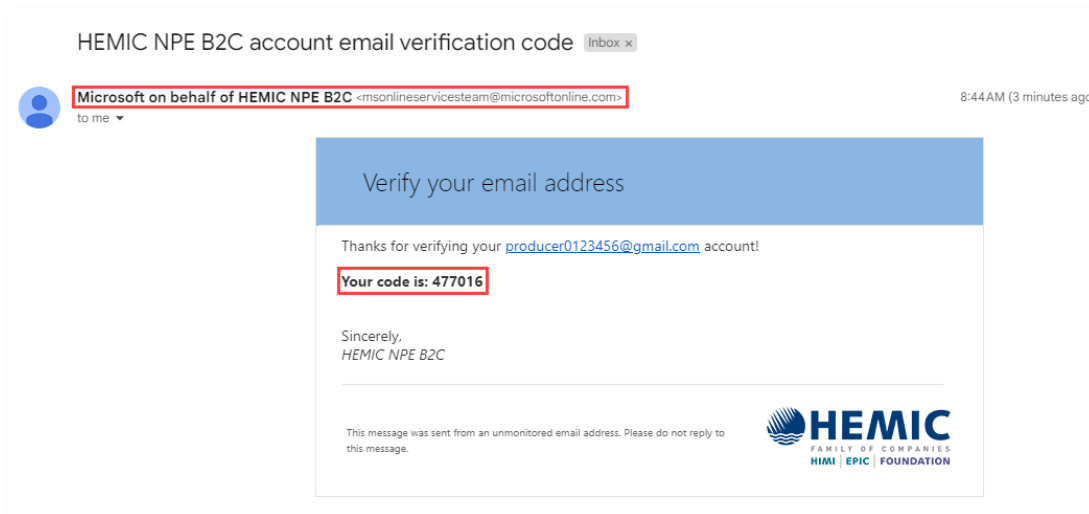 HEMIC NPE B2C account email verification code Inbox ×
Microsoft on behalf of HEMIC NPE B2C <msonlineservicesteam@microsoftonline.com>
8:44 AM (3 minutes ago
to me
Verify your email address
Thanks for verifying your producer0123456@gmail.com account!
Your code is: 477016
Sincerely,
HEMIC NPE B2C
This message was sent from an unmonitored email address. Please do not reply to
this message.
HEMIC
FAMILY OF COMPANIES
HIMI | EPIC | FOUNDATION